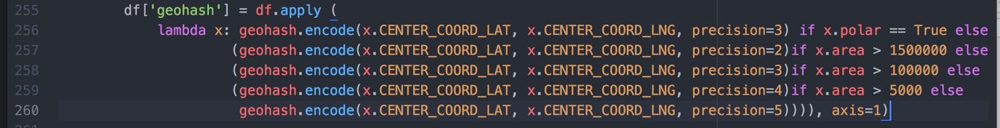 255 df['geohash'] = df.apply (
256 lambda x: geohash.encode(x.CENTER_COORD_LAT, x.CENTER_COORD_LNG, precision=3) if x.polar == True else
257 (geohash.encode(x.CENTER_COORD_LAT, x.CENTER_COORD_LNG, precision=2)if x.area > 1500000 else
258 (geohash.encode(x.CENTER_COORD_LAT, x.CENTER_COORD_LNG, precision=3)if x.area > 100000 else
259 (geohash.encode(x.CENTER_COORD_LAT, x.CENTER_COORD_LNG, precision=4)if x.area > 5000 else
260 geohash.encode(x.CENTER_COORD_LAT, x.CENTER_COORD_LNG, precision=5)))), axis=1)